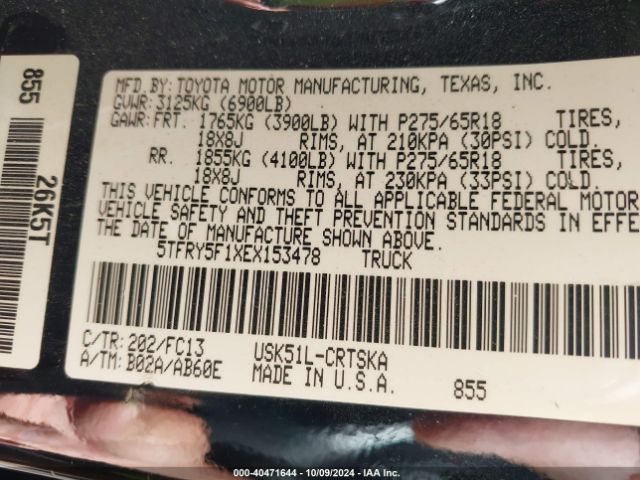 855
26K5T
MFD.BY:TOYOTA MOTOR MANUFACTURING, TEXAS, INC.
GVWR:3125KG (6900LB)
GAWR:FRT. 1765KG (3900LB) WITH P275/65R18 TIRES,
18X8J RIMS, AT 210KPA (30PSI) COLD.
RR. 1855KG (4100LB) WITH P275/65R18 TIRES,
18X8J RIMS, AT 230KPA (33PSI) COLD.
THIS VEHICLE CONFORMS TO ALL APPLICABLE FEDERAL MOTOR
VEHICLE SAFETY AND THEFT PREVENTION STANDARDS IN EFFE
THE DATE OF MANUFACTURE SHOWN ABOVE.
5TFRY5F1XEX153478 TRUCK
C/TR:202/FC13 USK51L-CRTSKA
A/TM:B02A/AB60E MADE IN U.S.A. 855
© 40471644 | 10/09/2024 | IAA Inc.